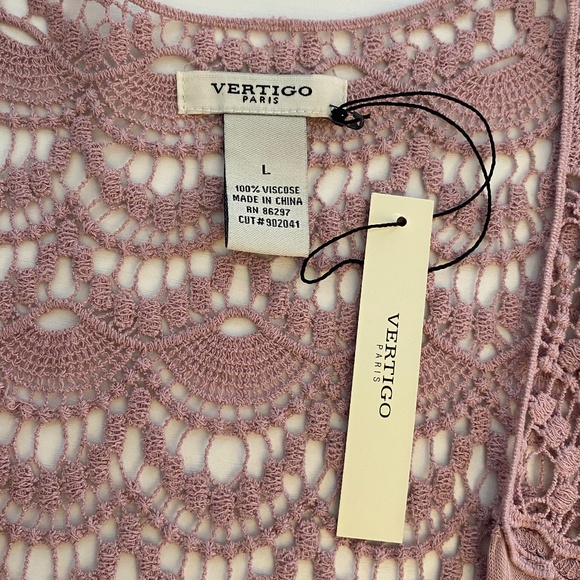 VERTIGO
PARIS
L
100% VISCOSE
MADE IN CHINA
RN 86297
CUT#902041
VERTIGO
PARIS